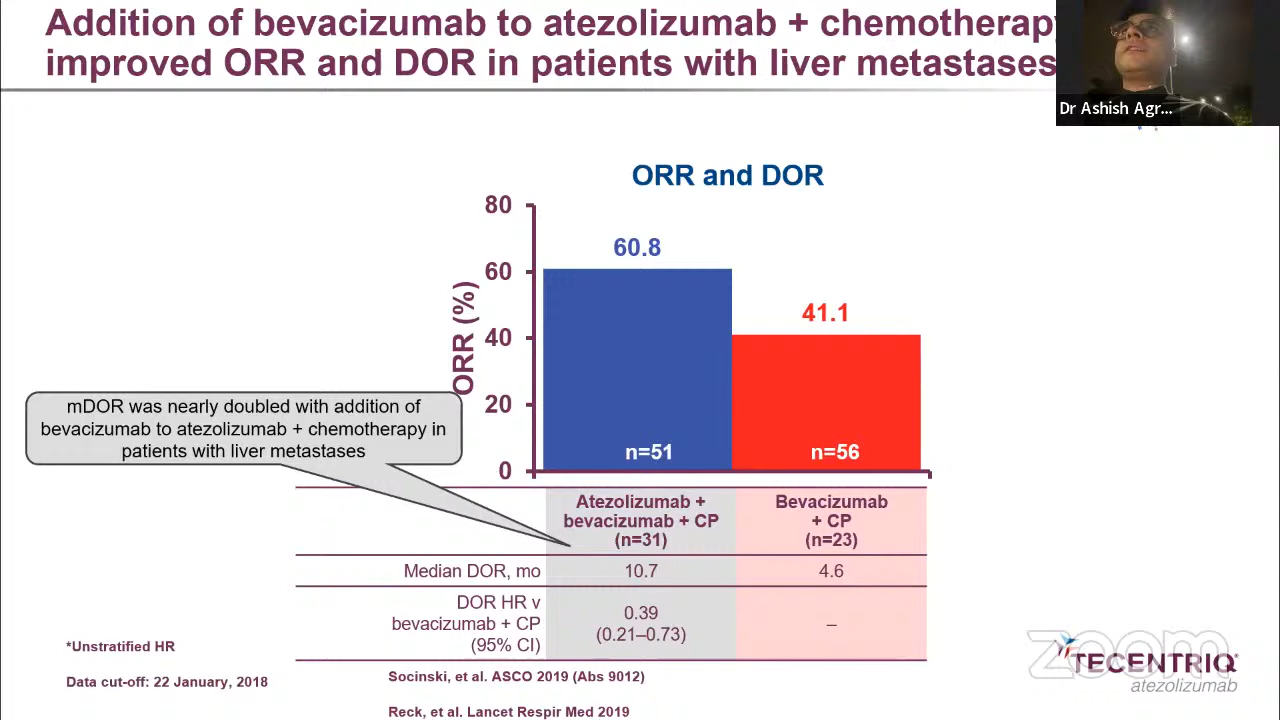 Addition of bevacizumab to atezolizumab + chemotherapy
improved ORR and DOR in patients with liver metastases
Dr Ashish Agr...
ORR and DOR
ORR (%)
80
60
40
20
0
60.8
41.1
n=51
n=56
mDOR was nearly doubled with addition of
bevacizumab to atezolizumab + chemotherapy in
patients with liver metastases
Atezolizumab +
bevacizumab + CP
(n=31)
Bevacizumab
+ CP
(n=23)
Median DOR, mo
10.7
4.6
DOR HR v
bevacizumab + CP
(95% CI)
0.39
(0.21–0.73)
–
*Unstratified HR
Data cut-off: 22 January, 2018
Socinski, et al. ASCO 2019 (Abs 9012)
Reck, et al. Lancet Respir Med 2019
zoom
TECENTRIQ®
atezolizumab